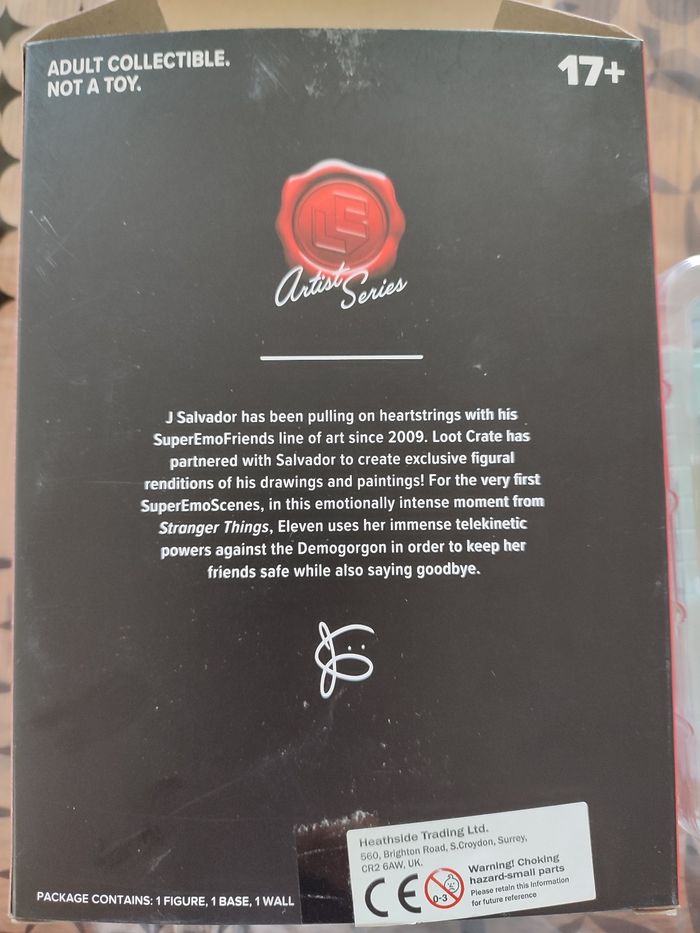 ADULT COLLECTIBLE.
NOT A TOY.
17+
LC
Artist Series
J Salvador has been pulling on heartstrings with his
SuperEmoFriends line of art since 2009. Loot Crate has
partnered with Salvador to create exclusive figural
renditions of his drawings and paintings! For the very first
SuperEmoScenes, in this emotionally intense moment from
Stranger Things, Eleven uses her immense telekinetic
powers against the Demogorgon in order to keep her
friends safe while also saying goodbye.
Heathside Trading Ltd.
560, Brighton Road, S.Croydon, Surrey,
CR2 6AW, UK.
CE
0-3
Warning! Choking
hazard-small parts
Please retain this information
for future reference
PACKAGE CONTAINS: 1 FIGURE, 1 BASE, 1 WALL